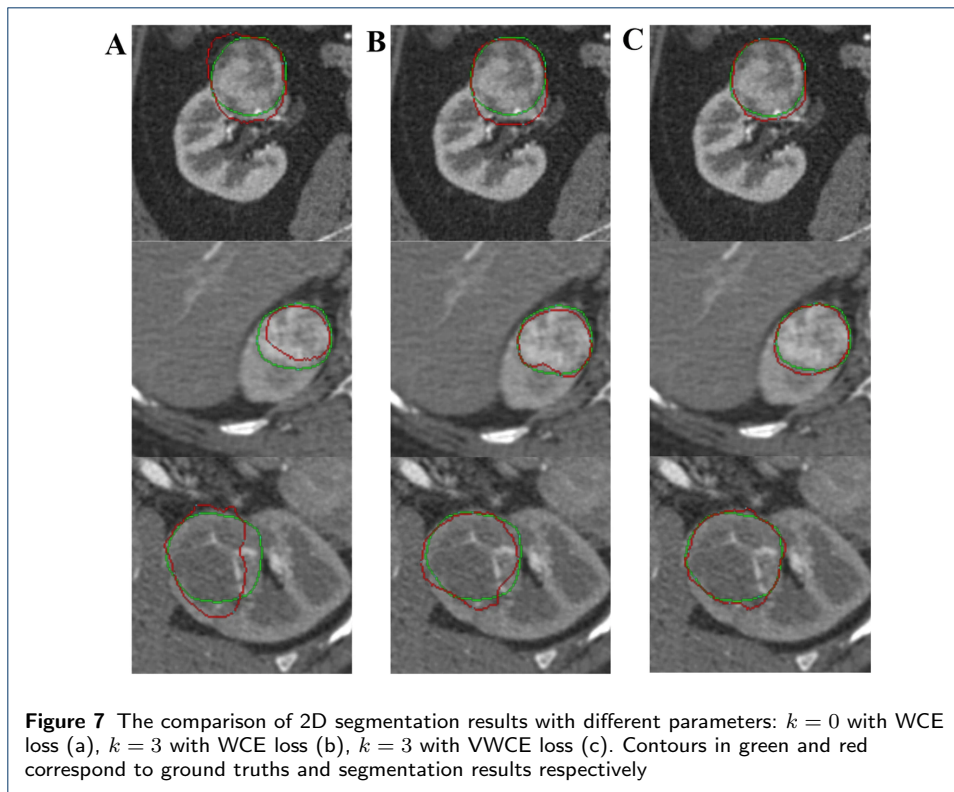 A B C
Figure 7 The comparison of 2D segmentation results with different parameters: k = 0 with WCE
loss (a), k = 3 with WCE loss (b), k = 3 with VWCE loss (c). Contours in green and red
correspond to ground truths and segmentation results respectively